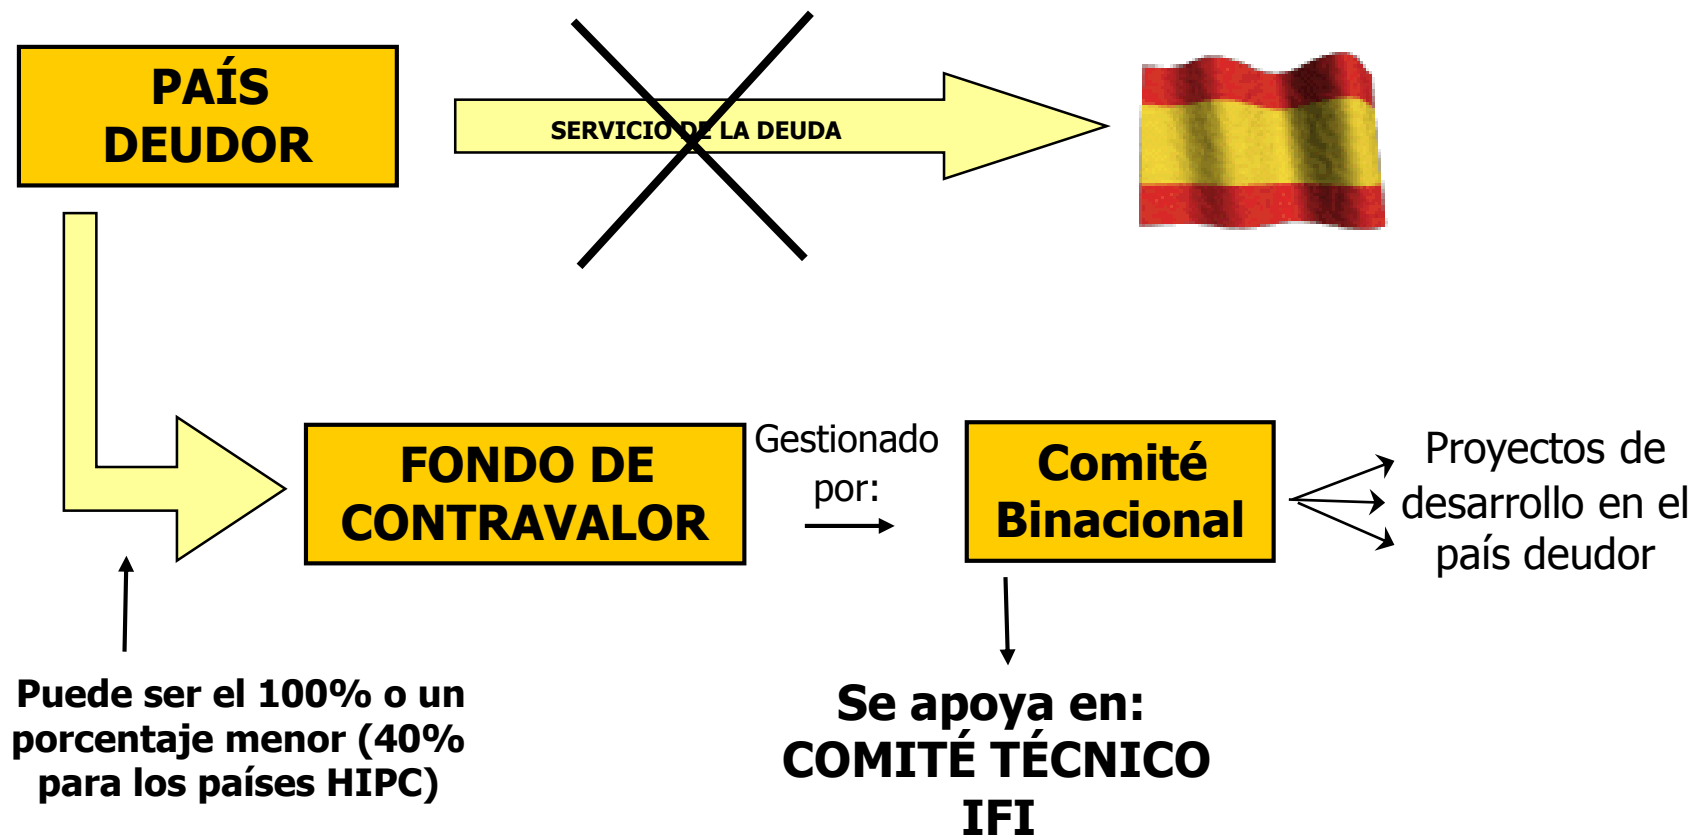 PAÍS
DEUDOR
SERVICIO DE LA DEUDA
FONDO DE
CONTRAVALOR
Gestionado
por:
Comité
Binacional
Proyectos de
desarrollo en el
país deudor
Puede ser el 100% o un
porcentaje menor (40%
para los países HIPC)
Se apoya en:
COMITÉ TÉCNICO
IFI